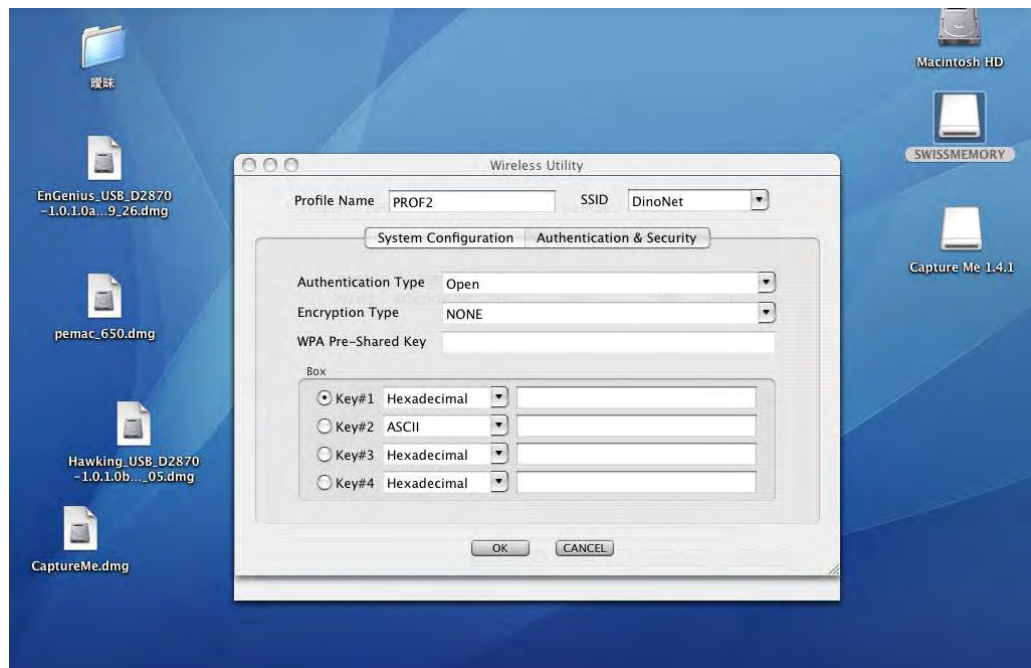 曖昧
EnGenius_USB_D2870
-1.0.1.0a...9_26.dmg
pemac_650.dmg
Hawking_USB_D2870
-1.0.1.0b..._05.dmg
CaptureMe.dmg
Wireless Utility
Profile Name PROF2 SSID DinoNet
System Configuration Authentication & Security
Authentication Type Open
Encryption Type NONE
WPA Pre-Shared Key
Box
Key#1 Hexadecimal
Key#2 ASCII
Key#3 Hexadecimal
Key#4 Hexadecimal
OK CANCEL
Macintosh HD
SWISSMEMORY
Capture Me 1.4.1